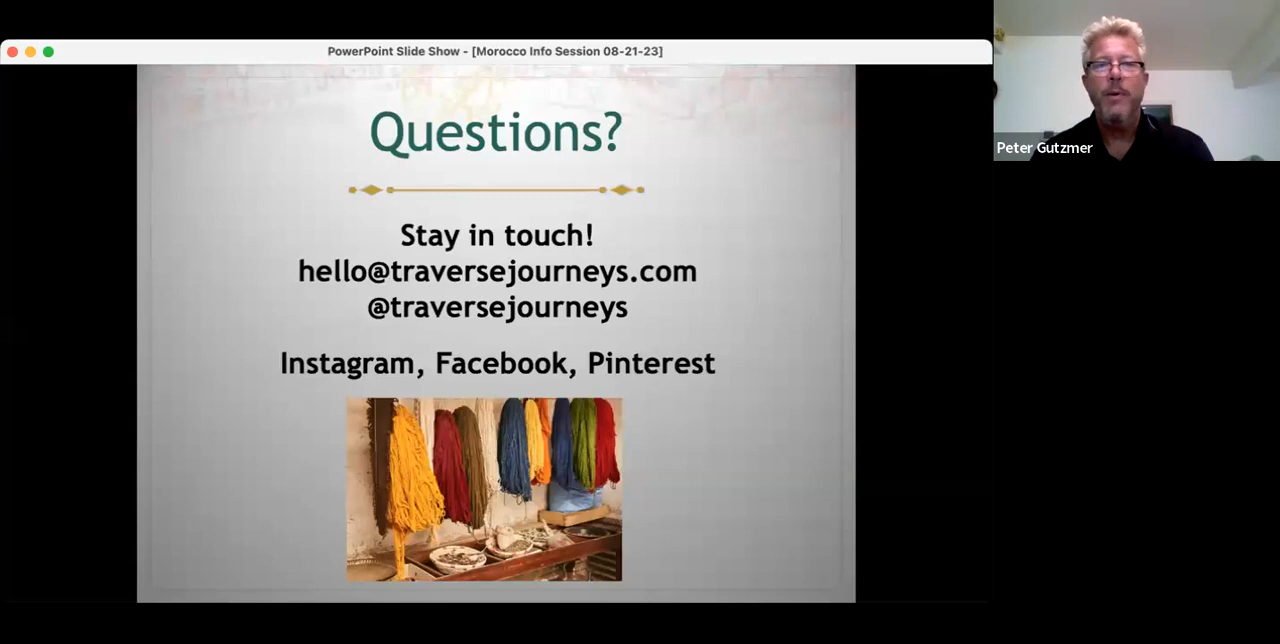 PowerPoint Slide Show - [Morocco Info Session 08-21-23]
Questions?
Stay in touch!
hello@traversejourneys.com
@traversejourneys
Instagram, Facebook, Pinterest
Peter Gutzmer